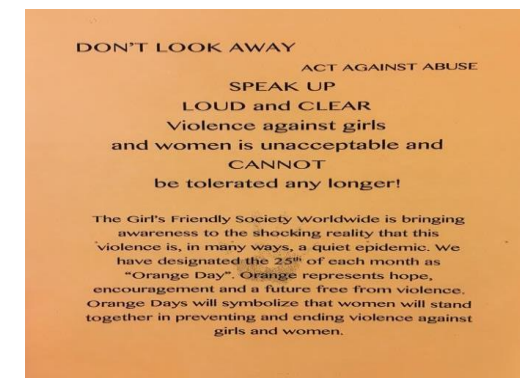 DON'T LOOK AWAY
ACT AGAINST ABUSE
SPEAK UP
LOUD and CLEAR
Violence against girls
and women is unacceptable and
CANNOT
be tolerated any longer!
The Girl's Friendly Society Worldwide is bringing
awareness to the shocking reality that this
violence is, in many ways, a quiet epidemic. We
have designated the 25th of each month as
"Orange Day". Orange represents hope,
encouragement and a future free from violence.
Orange Days will symbolize that women will stand
together in preventing and ending violence against
girls and women.